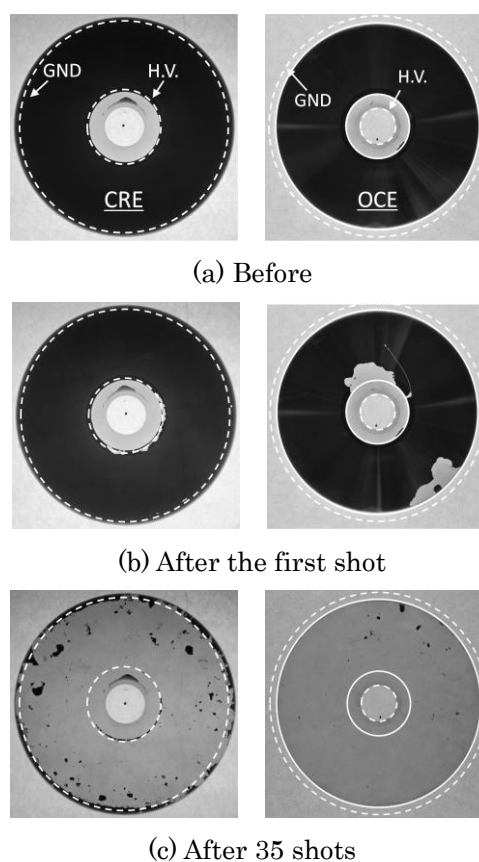 GND H.V. CRE
GND H.V. OCE
(a) Before
(b) After the first shot
(c) After 35 shots